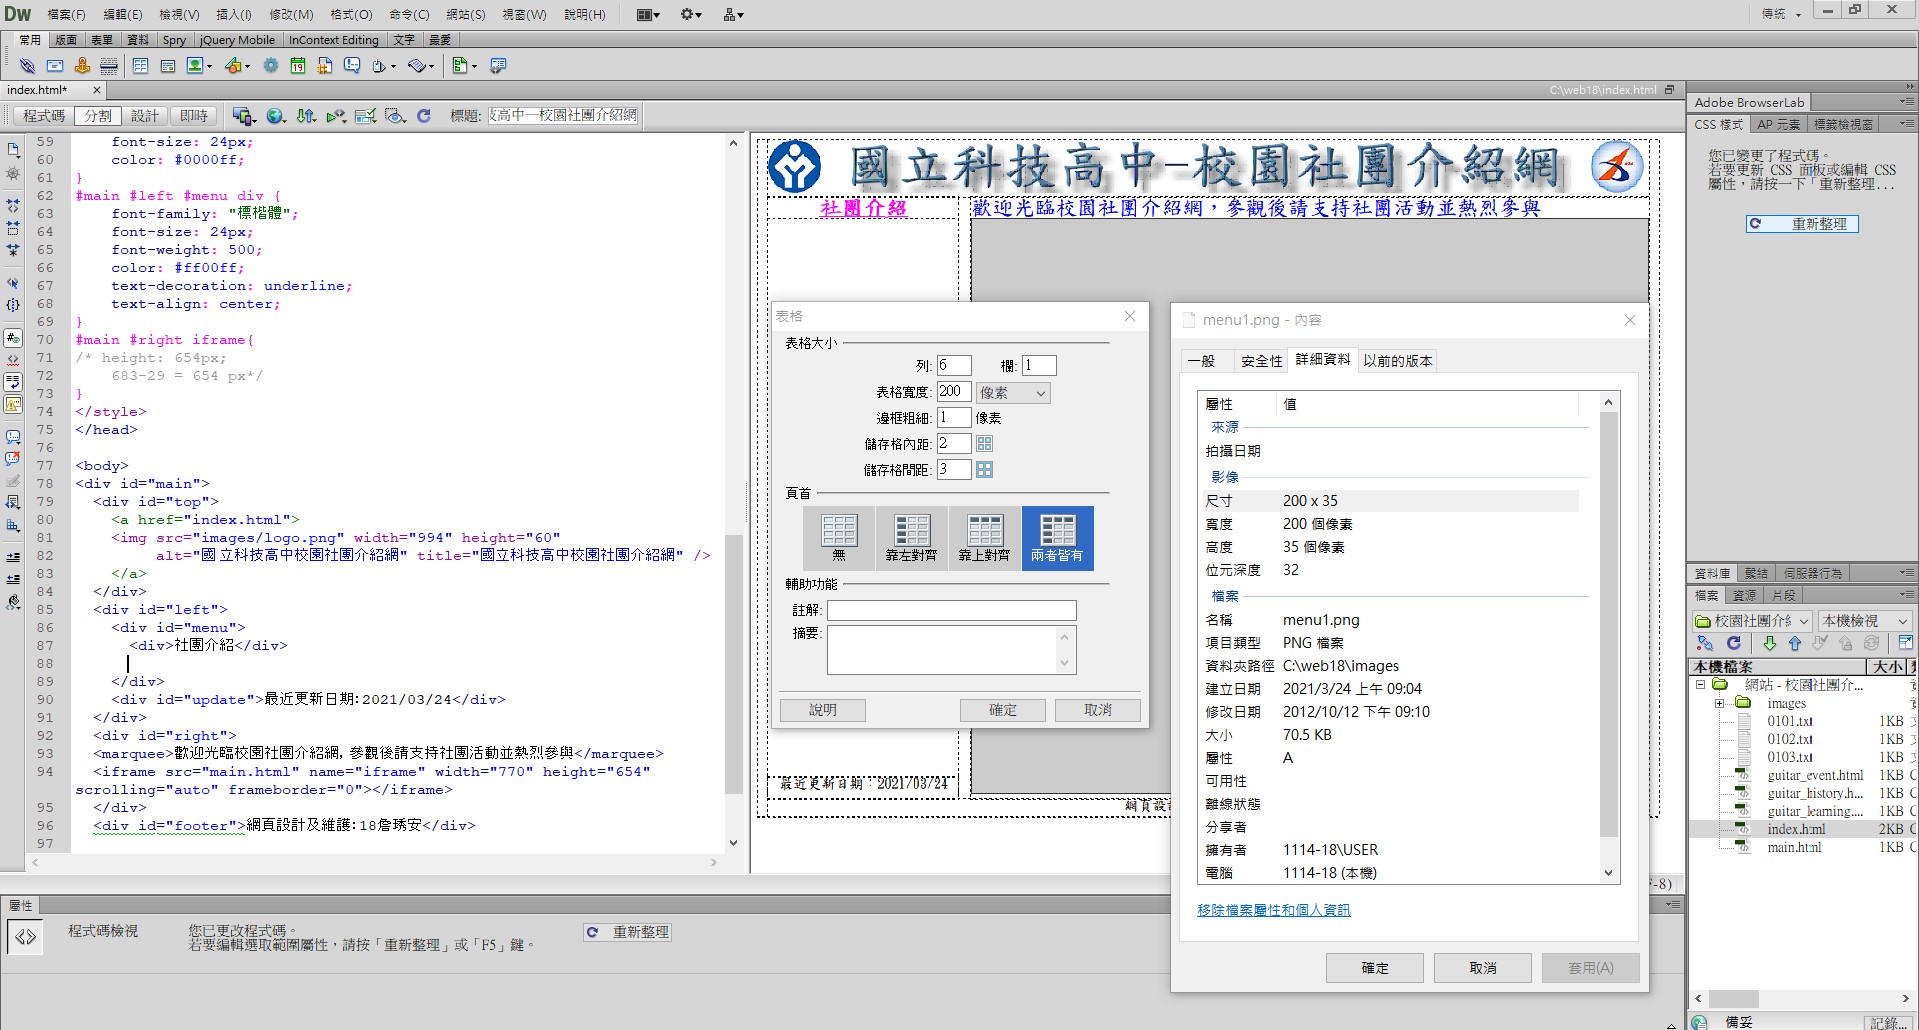 Dw 檔案(F) 編輯(E) 檢視(V) 插入(I) 修改(M) 格式(O) 命令(C) 網站(S) 視窗(W) 說明(H) 傳統
常用 版面 表單 資料 Spry jQuery Mobile InContext Editing 文字 最愛
index.html* C:\web18\index.html
程式碼 分割 設計 即時 標題: 技高中—校園社團介紹網
59 font-size: 24px;
60 color: #0000ff;
61 }
62 #main #left #menu div {
63 font-family: "標楷體";
64 font-size: 24px;
65 font-weight: 500;
66 color: #ff00ff;
67 text-decoration: underline;
68 text-align: center;
69 }
70 #main #right iframe{
71 /* height: 654px;
72 683-29 = 654 px*/
73 }
74 </style>
75 </head>
76
77 <body>
78 <div id="main">
79 <div id="top">
80 <a href="index.html">
81 <img src="images/logo.png" width="994" height="60"
82 alt="國立科技高中校園社團介紹網" title="國立科技高中校園社團介紹網" />
83 </a>
84 </div>
85 <div id="left">
86 <div id="menu">
87 <div>社團介紹</div>
88
89 </div>
90 <div id="update">最近更新日期:2021/03/24</div>
91 </div>
92 <div id="right">
93 <marquee>歡迎光臨校園社團介紹網, 參觀後請支持社團活動並熱烈參與</marquee>
94 <iframe src="main.html" name="iframe" width="770" height="654"
scrolling="auto" frameborder="0"></iframe>
95 </div>
96 <div id="footer">網頁設計及維護:18詹琇安</div>
97
國立科技高中-校園社團介紹網
社團介紹
歡迎光臨校園社團介紹網，參觀後請支持社團活動並熱烈參與
最近更新日期：2021/03/24
網頁設計
表格
表格大小
列: 6 欄: 1
表格寬度: 200 像素
邊框粗細: 1 像素
儲存格內距: 2
儲存格間距: 3
頁首
無 靠左對齊 靠上對齊 兩者皆有
輔助功能
註解:
摘要:
說明 確定 取消
menu1.png - 內容
一般 安全性 詳細資料 以前的版本
屬性 值
來源
拍攝日期
影像
尺寸 200 x 35
寬度 200 個像素
高度 35 個像素
位元深度 32
檔案
名稱 menu1.png
項目類型 PNG 檔案
資料夾路徑 C:\web18\images
建立日期 2021/3/24 上午 09:04
修改日期 2012/10/12 下午 09:10
大小 70.5 KB
屬性 A
可用性
離線狀態
分享者
擁有者 1114-18\USER
電腦 1114-18 (本機)
移除檔案屬性和個人資訊
確定 取消 套用(A)
Adobe BrowserLab
CSS 樣式 AP 元素 標籤檢視窗
您已變更了程式碼。
若要更新 CSS 面板或編輯 CSS
屬性，請按一下「重新整理...
重新整理
資料庫 繫結 伺服器行為
檔案 資源 片段
校園社團介紹 本機檢視
本機檔案 大小
網站 - 校園社團介...
images
0101.txt 1KB
0102.txt 1KB
0103.txt 1KB
guitar_event.html 1KB
guitar_history.h... 1KB
guitar_learning.... 1KB
index.html 2KB
main.html 1KB
備妥 記錄...
-8)
屬性
程式碼檢視
您已更改程式碼。
若要編輯選取範圍屬性，請按「重新整理」或「F5」鍵。
重新整理